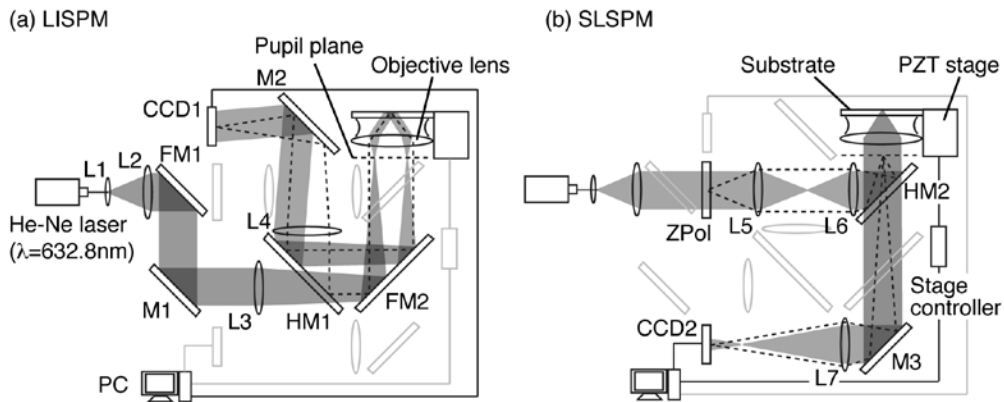 (a) LISPM
Pupil plane
M2
Objective lens
CCD1
L2
FM1
L1
He-Ne laser
(λ=632.8nm)
L4
M1
L3
HM1
FM2
PC
(b) SLSPM
Substrate
PZT stage
HM2
ZPol
L5
L6
Stage
controller
CCD2
M3
L7